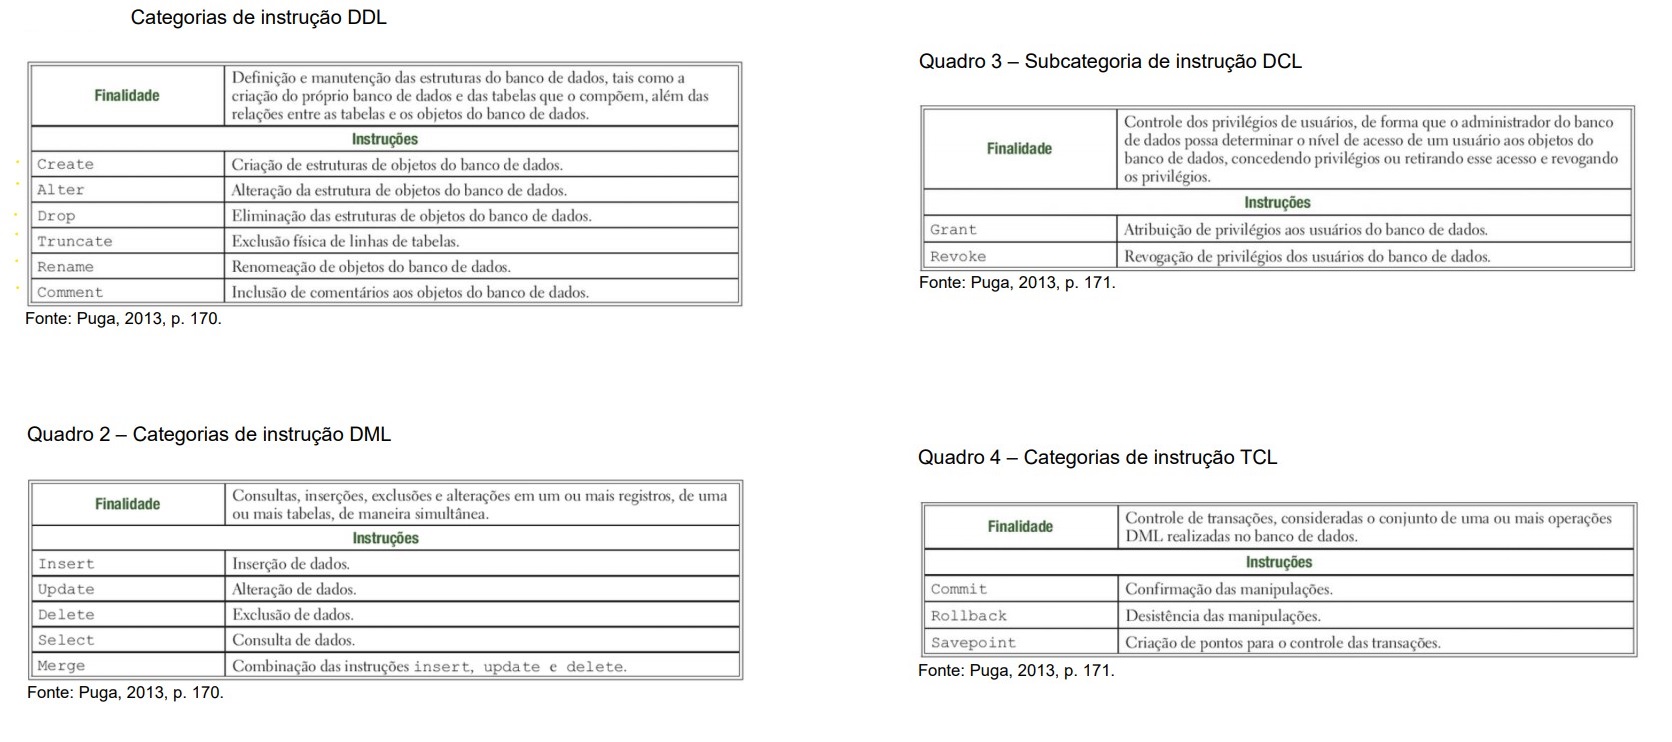 Categorias de instrução DDL
Finalidade
Definição e manutenção das estruturas do banco de dados, tais como a
criação do próprio banco de dados e das tabelas que o compõem, além das
relações entre as tabelas e os objetos do banco de dados.
Instruções
Create Criação de estruturas de objetos do banco de dados.
Alter Alteração da estrutura de objetos do banco de dados.
Drop Eliminação das estruturas de objetos do banco de dados.
Truncate Exclusão física de linhas de tabelas.
Rename Renomeação de objetos do banco de dados.
Comment Inclusão de comentários aos objetos do banco de dados.
Fonte: Puga, 2013, p. 170.
Quadro 2 – Categorias de instrução DML
Finalidade
Consultas, inserções, exclusões e alterações em um ou mais registros, de uma
ou mais tabelas, de maneira simultânea.
Instruções
Insert Inserção de dados.
Update Alteração de dados.
Delete Exclusão de dados.
Select Consulta de dados.
Merge Combinação das instruções insert, update e delete.
Fonte: Puga, 2013, p. 170.
Quadro 3 – Subcategoria de instrução DCL
Finalidade
Controle dos privilégios de usuários, de forma que o administrador do banco
de dados possa determinar o nível de acesso de um usuário aos objetos do
banco de dados, concedendo privilégios ou retirando esse acesso e revogando
os privilégios.
Instruções
Grant Atribuição de privilégios aos usuários do banco de dados.
Revoke Revogação de privilégios dos usuários do banco de dados.
Fonte: Puga, 2013, p. 171.
Quadro 4 – Categorias de instrução TCL
Finalidade
Controle de transações, consideradas o conjunto de uma ou mais operações
DML realizadas no banco de dados.
Instruções
Commit Confirmação das manipulações.
Rollback Desistência das manipulações.
Savepoint Criação de pontos para o controle das transações.
Fonte: Puga, 2013, p. 171.